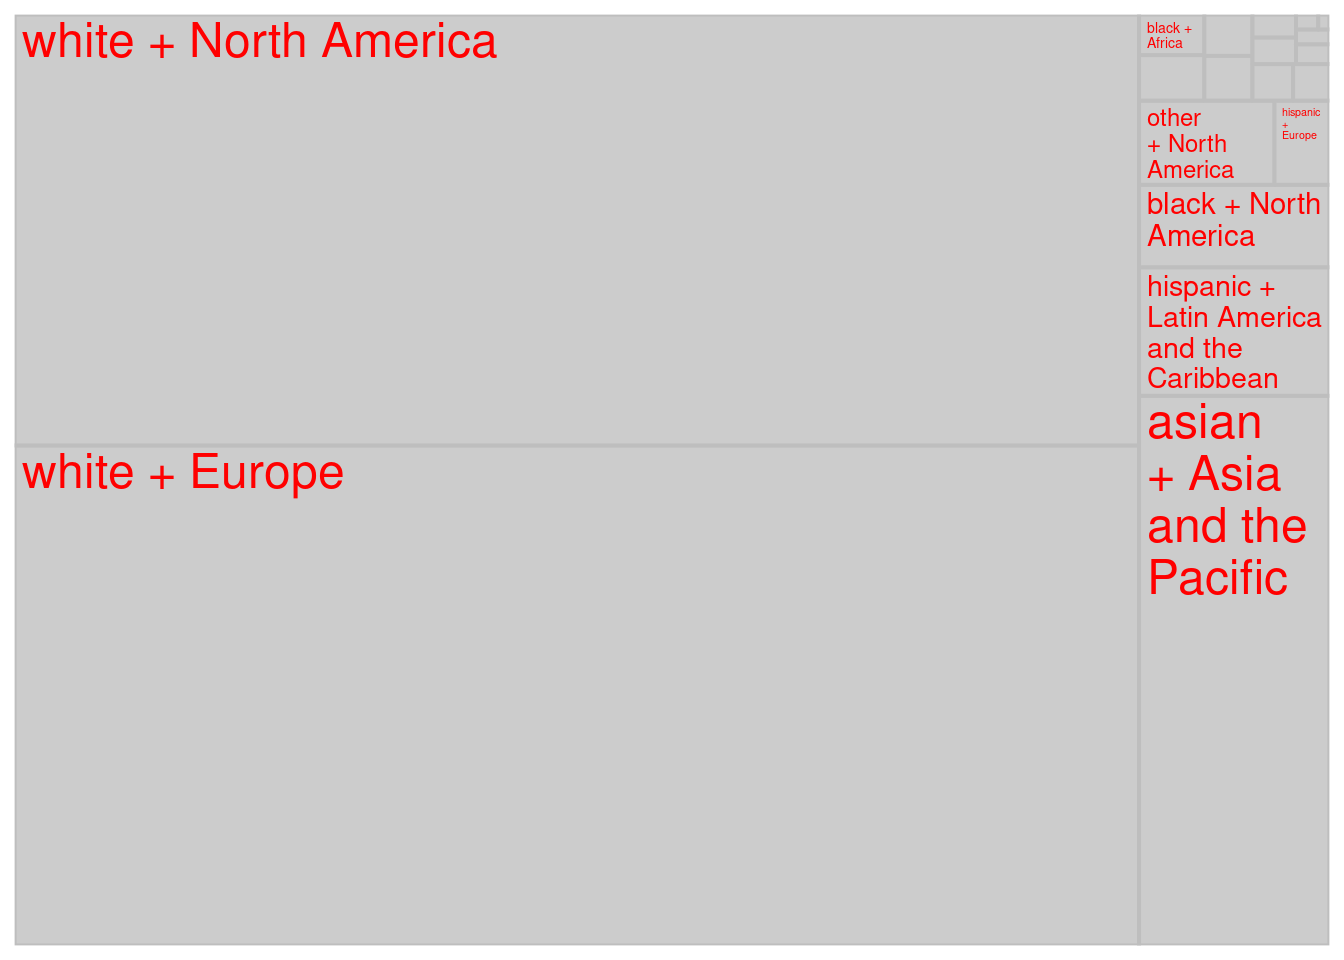 white + North America
white + Europe
black +
Africa
other
+ North
America
hispanic
+
Europe
black + North
America
hispanic +
Latin America
and the
Caribbean
asian
+ Asia
and the
Pacific